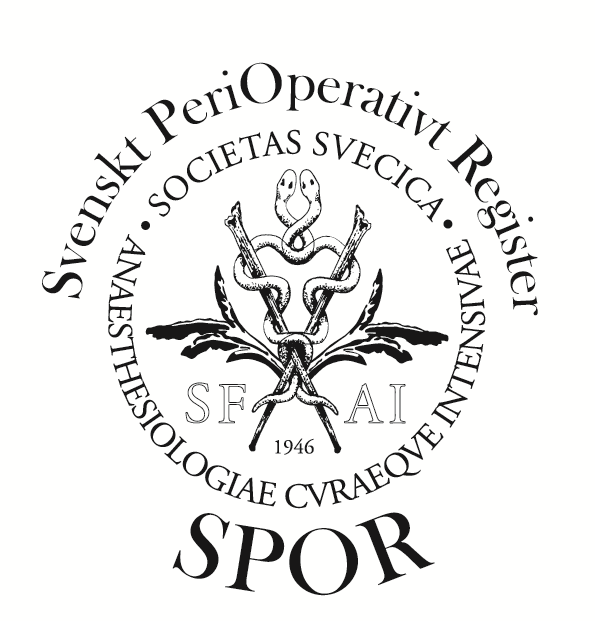 Svenskt PeriOperativt Register
• SOCIETAS SVECICA •
ANAESTHESIOLOGIAE CVRAEQVE INTENSIVAE
SF AI
1946
SPOR